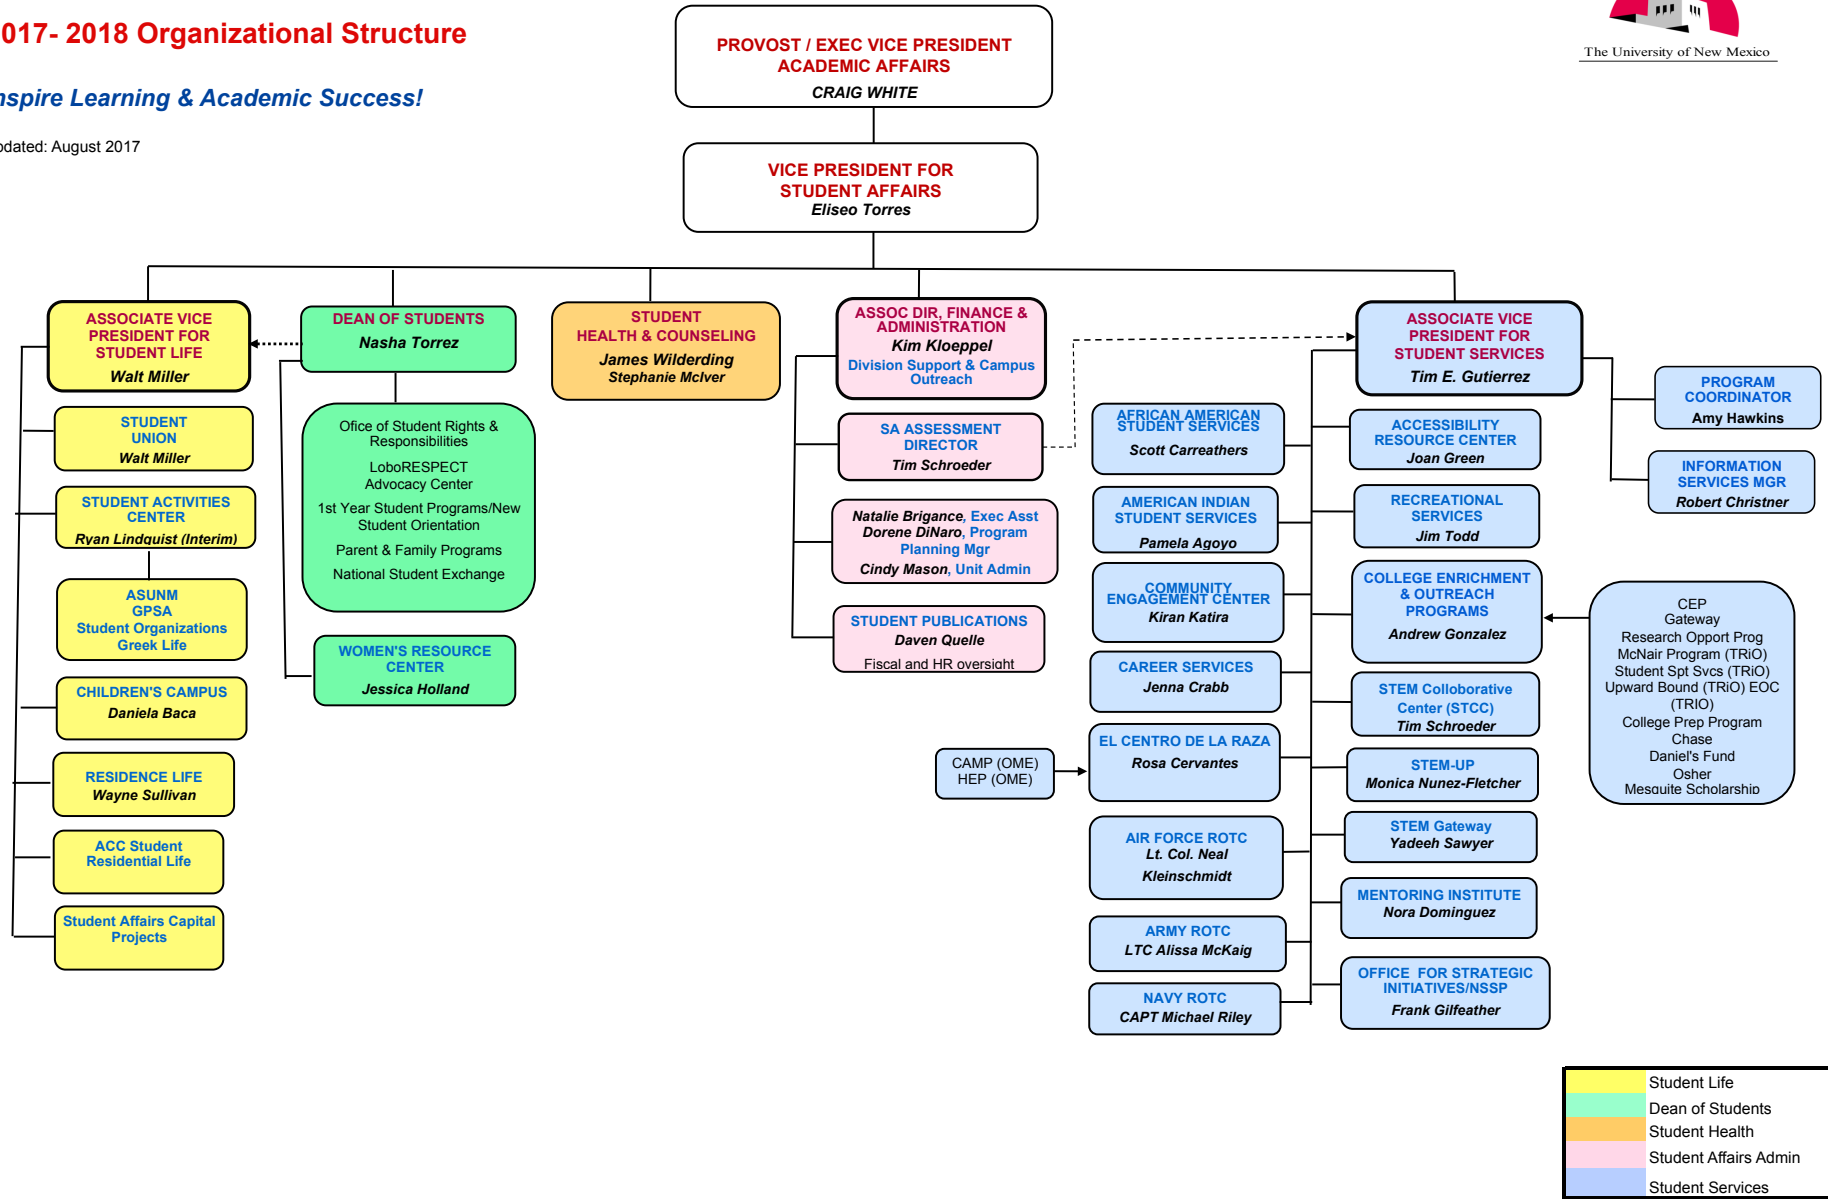 017- 2018 Organizational Structure
nspire Learning & Academic Success!
pdated: August 2017
The University of New Mexico
PROVOST / EXEC VICE PRESIDENT
ACADEMIC AFFAIRS
CRAIG WHITE
VICE PRESIDENT FOR
STUDENT AFFAIRS
Eliseo Torres
ASSOCIATE VICE
PRESIDENT FOR
STUDENT LIFE
Walt Miller
STUDENT
UNION
Walt Miller
STUDENT ACTIVITIES
CENTER
Ryan Lindquist (Interim)
ASUNM
GPSA
Student Organizations
Greek Life
CHILDREN'S CAMPUS
Daniela Baca
RESIDENCE LIFE
Wayne Sullivan
ACC Student
Residential Life
Student Affairs Capital
Projects
DEAN OF STUDENTS
Nasha Torrez
Ofice of Student Rights &
Responsibilities
LoboRESPECT
Advocacy Center
1st Year Student Programs/New
Student Orientation
Parent & Family Programs
National Student Exchange
WOMEN'S RESOURCE
CENTER
Jessica Holland
STUDENT
HEALTH & COUNSELING
James Wilderding
Stephanie McIver
ASSOC DIR, FINANCE &
ADMINISTRATION
Kim Kloeppel
Division Support & Campus
Outreach
SA ASSESSMENT
DIRECTOR
Tim Schroeder
Natalie Brigance, Exec Asst
Dorene DiNaro, Program
Planning Mgr
Cindy Mason, Unit Admin
STUDENT PUBLICATIONS
Daven Quelle
Fiscal and HR oversight
ASSOCIATE VICE
PRESIDENT FOR
STUDENT SERVICES
Tim E. Gutierrez
PROGRAM
COORDINATOR
Amy Hawkins
INFORMATION
SERVICES MGR
Robert Christner
AFRICAN AMERICAN
STUDENT SERVICES
Scott Carreathers
AMERICAN INDIAN
STUDENT SERVICES
Pamela Agoyo
COMMUNITY
ENGAGEMENT CENTER
Kiran Katira
CAREER SERVICES
Jenna Crabb
EL CENTRO DE LA RAZA
Rosa Cervantes
CAMP (OME)
HEP (OME)
AIR FORCE ROTC
Lt. Col. Neal
Kleinschmidt
ARMY ROTC
LTC Alissa McKaig
NAVY ROTC
CAPT Michael Riley
ACCESSIBILITY
RESOURCE CENTER
Joan Green
RECREATIONAL
SERVICES
Jim Todd
COLLEGE ENRICHMENT
& OUTREACH
PROGRAMS
Andrew Gonzalez
CEP
Gateway
Research Opport Prog
McNair Program (TRiO)
Student Spt Svcs (TRiO)
Upward Bound (TRiO) EOC
(TRIO)
College Prep Program
Chase
Daniel's Fund
Osher
Mesquite Scholarship
STEM Colloborative
Center (STCC)
Tim Schroeder
STEM-UP
Monica Nunez-Fletcher
STEM Gateway
Yadeeh Sawyer
MENTORING INSTITUTE
Nora Dominguez
OFFICE FOR STRATEGIC
INITIATIVES/NSSP
Frank Gilfeather
Student Life
Dean of Students
Student Health
Student Affairs Admin
Student Services